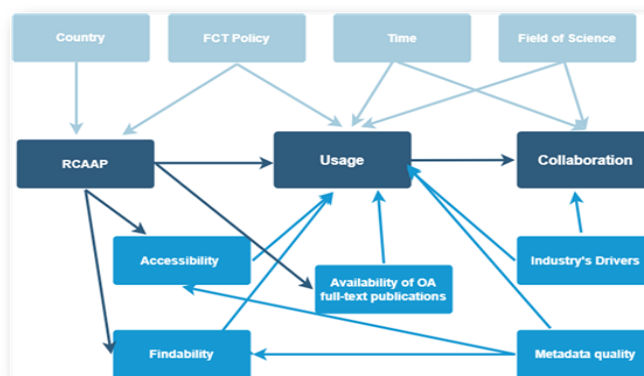 Country
FCT Policy
Time
Field of Science
RCAAP
Usage
Collaboration
Accessibility
Availability of OA
full-text publications
Industry's Drivers
Findability
Metadata quality